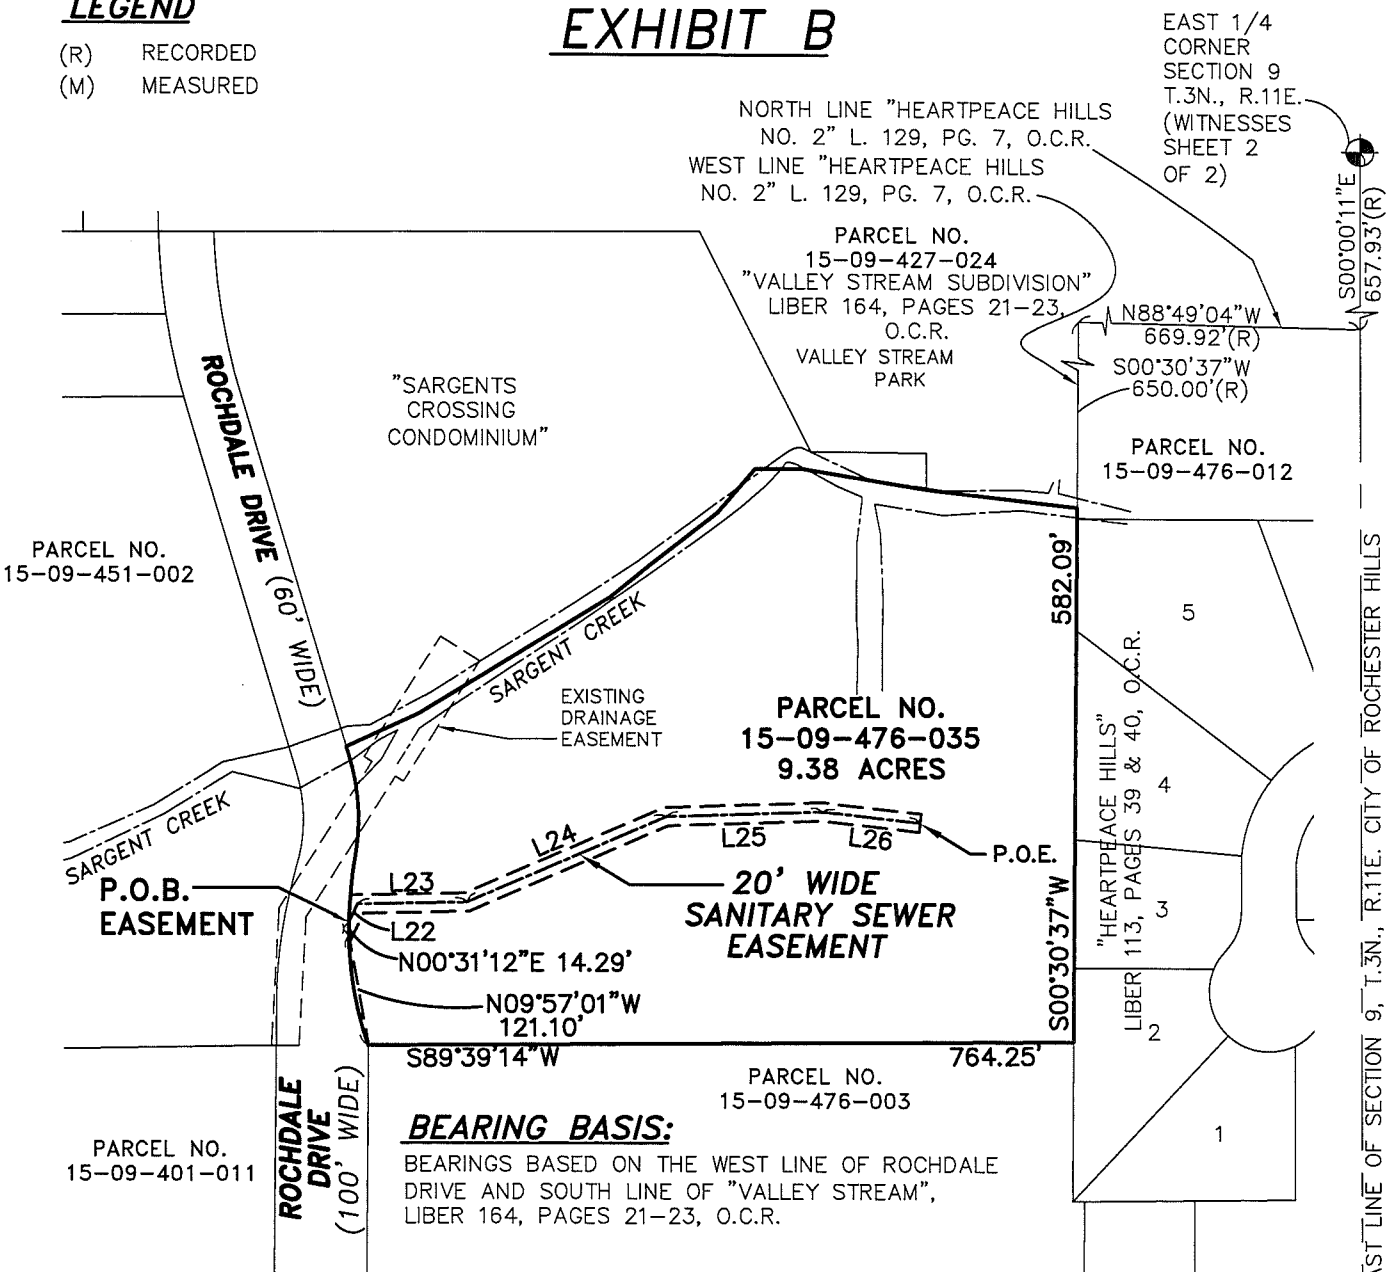 LEGEND
(R) RECORDED
(M) MEASURED
EXHIBIT B
EAST 1/4
CORNER
SECTION 9
T.3N., R.11E.
(WITNESSES
SHEET 2
OF 2)
NORTH LINE "HEARTPEACE HILLS
NO. 2" L. 129, PG. 7, O.C.R.
WEST LINE "HEARTPEACE HILLS
NO. 2" L. 129, PG. 7, O.C.R.
S00°00'11"E
657.93'(R)
PARCEL NO.
15-09-427-024
"VALLEY STREAM SUBDIVISION"
LIBER 164, PAGES 21-23,
O.C.R.
VALLEY STREAM
PARK
N88°49'04"W
669.92'(R)
S00°30'37"W
650.00'(R)
"SARGENTS
CROSSING
CONDOMINIUM"
ROCHDALE DRIVE (60' WIDE)
PARCEL NO.
15-09-476-012
PARCEL NO.
15-09-451-002
582.09'
5
SARGENT CREEK
EXISTING
DRAINAGE
EASEMENT
PARCEL NO.
15-09-476-035
9.38 ACRES
"HEARTPEACE HILLS"
LIBER 113, PAGES 39 & 40, O.C.R.
4
SARGENT CREEK
L24
L25
L26
P.O.E.
P.O.B.
EASEMENT
L23
L22
20' WIDE
SANITARY SEWER
EASEMENT
3
N00°31'12"E 14.29'
N09°57'01"W
121.10'
S00°30'37"W
2
S89°39'14"W
764.25'
PARCEL NO.
15-09-476-003
ROCHDALE
DRIVE
(100' WIDE)
PARCEL NO.
15-09-401-011
1
BEARING BASIS:
BEARINGS BASED ON THE WEST LINE OF ROCHDALE
DRIVE AND SOUTH LINE OF "VALLEY STREAM",
LIBER 164, PAGES 21-23, O.C.R.
AST LINE OF SECTION 9, T.3N., R.11E. CITY OF ROCHESTER HILLS